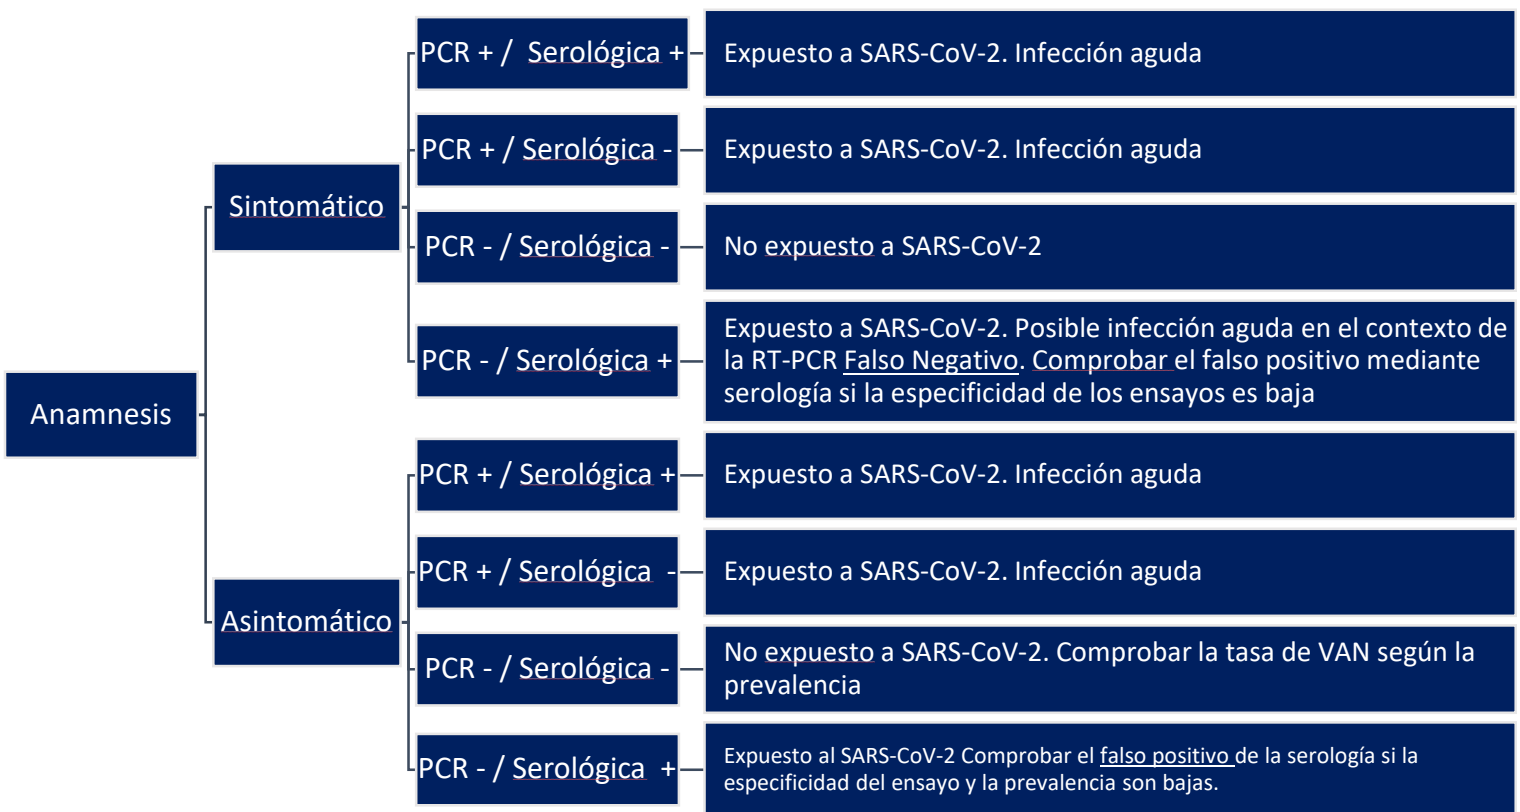 Anamnesis
Sintomático
PCR + / Serológica +
Expuesto a SARS-CoV-2. Infección aguda
PCR + / Serológica -
Expuesto a SARS-CoV-2. Infección aguda
PCR - / Serológica -
No expuesto a SARS-CoV-2
PCR - / Serológica +
Expuesto a SARS-CoV-2. Posible infección aguda en el contexto de
la RT-PCR Falso Negativo. Comprobar el falso positivo mediante
serología si la especificidad de los ensayos es baja
Asintomático
PCR + / Serológica +
Expuesto a SARS-CoV-2. Infección aguda
PCR + / Serológica -
Expuesto a SARS-CoV-2. Infección aguda
PCR - / Serológica -
No expuesto a SARS-CoV-2. Comprobar la tasa de VAN según la
prevalencia
PCR - / Serológica +
Expuesto al SARS-CoV-2 Comprobar el falso positivo de la serología si la
especificidad del ensayo y la prevalencia son bajas.